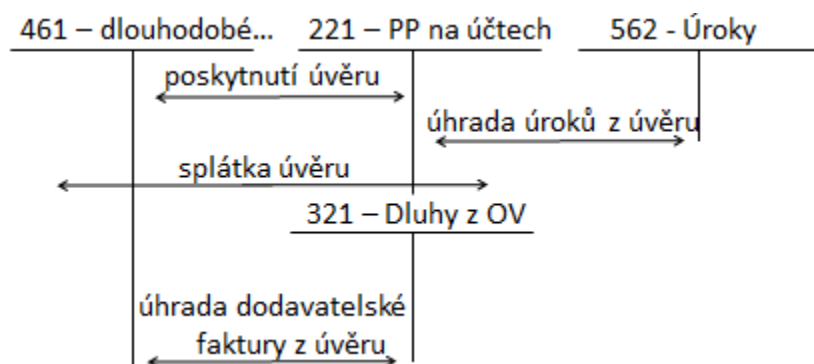 461 – dlouhodobé... 221 – PP na účtech 562 - Úroky
poskytnutí úvěru
úhrada úroků z úvěru
splátka úvěru
321 – Dluhy z OV
úhrada dodavatelské
faktury z úvěru